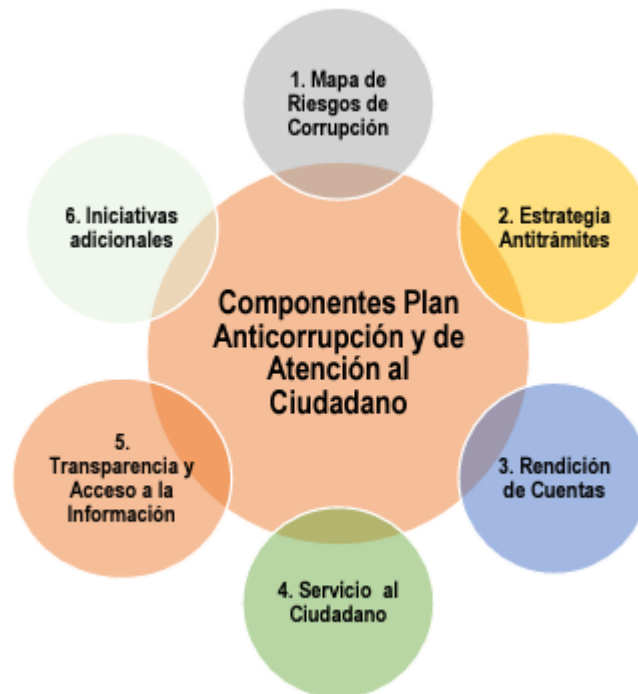 1. Mapa de
Riesgos de
Corrupción
2. Estrategia
Antitrámites
3. Rendición
de Cuentas
4. Servicio al
Ciudadano
5.
Transparencia y
Acceso a la
Información
6. Iniciativas
adicionales
Componentes Plan
Anticorrupción y de
Atención al
Ciudadano